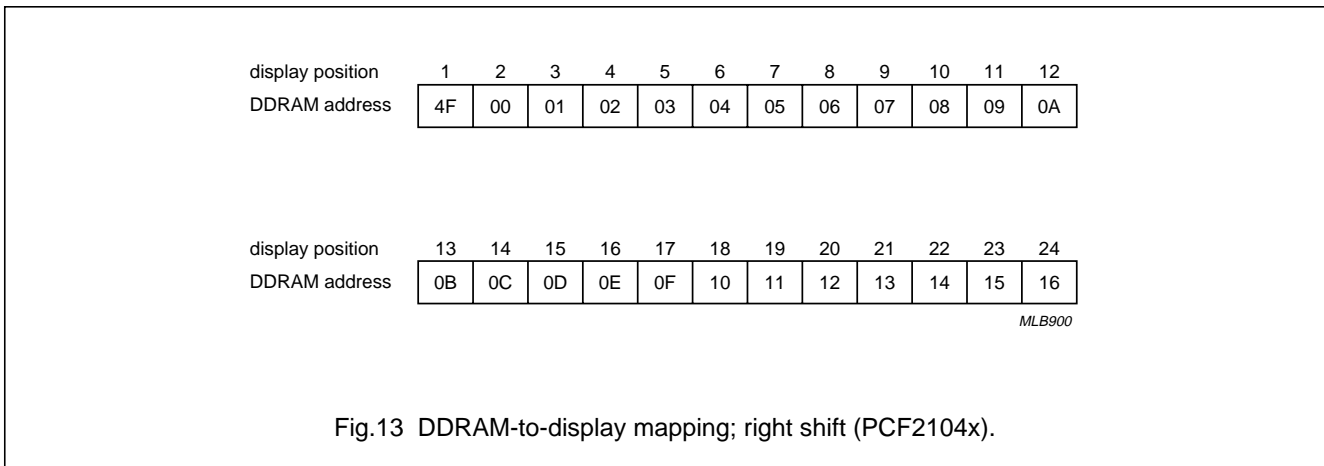 display position 1 2 3 4 5 6 7 8 9 10 11 12
DDRAM address 4F 00 01 02 03 04 05 06 07 08 09 0A
display position 13 14 15 16 17 18 19 20 21 22 23 24
DDRAM address 0B 0C 0D 0E 0F 10 11 12 13 14 15 16
MLB900
Fig.13 DDRAM-to-display mapping; right shift (PCF2104x).